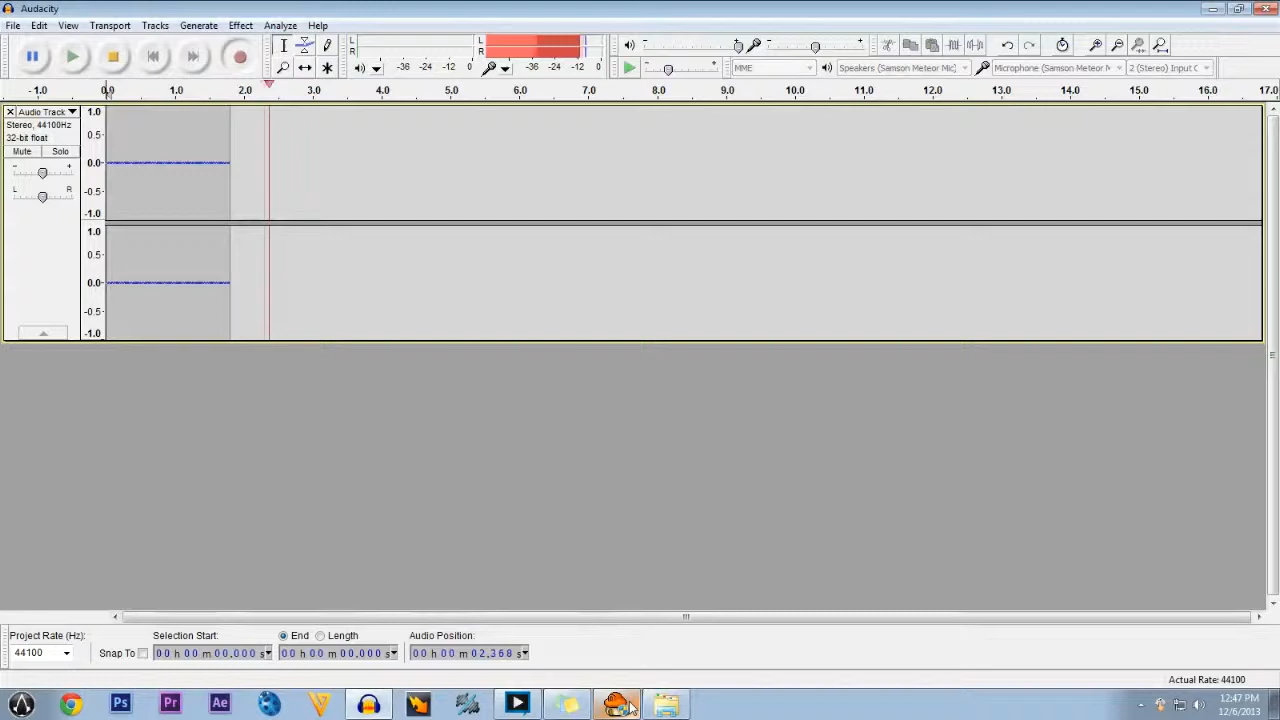 Audacity
File Edit View Transport Tracks Generate Effect Analyze Help
L R -36 -24 -12 0 L R -36 -24 -12 0
MME Speakers (Samson Meteor Mic) Microphone (Samson Meteor M 2 (Stereo) Input C
- 1.0 0.0 1.0 2.0 3.0 4.0 5.0 6.0 7.0 8.0 9.0 10.0 11.0 12.0 13.0 14.0 15.0 16.0 17.0
Audio Track 1.0
Stereo, 44100Hz
32-bit float 0.5
Mute Solo
- + 0.0
L R -0.5
-1.0
1.0
0.5
0.0
-0.5
-1.0
Project Rate (Hz): Selection Start: End Length Audio Position:
44100 Snap To 00 h 00 m 00.000 s 00 h 00 m 00.000 s 00 h 00 m 02.368 s
Actual Rate: 44100
Ps Pr Ae
12:47 PM
12/6/2013